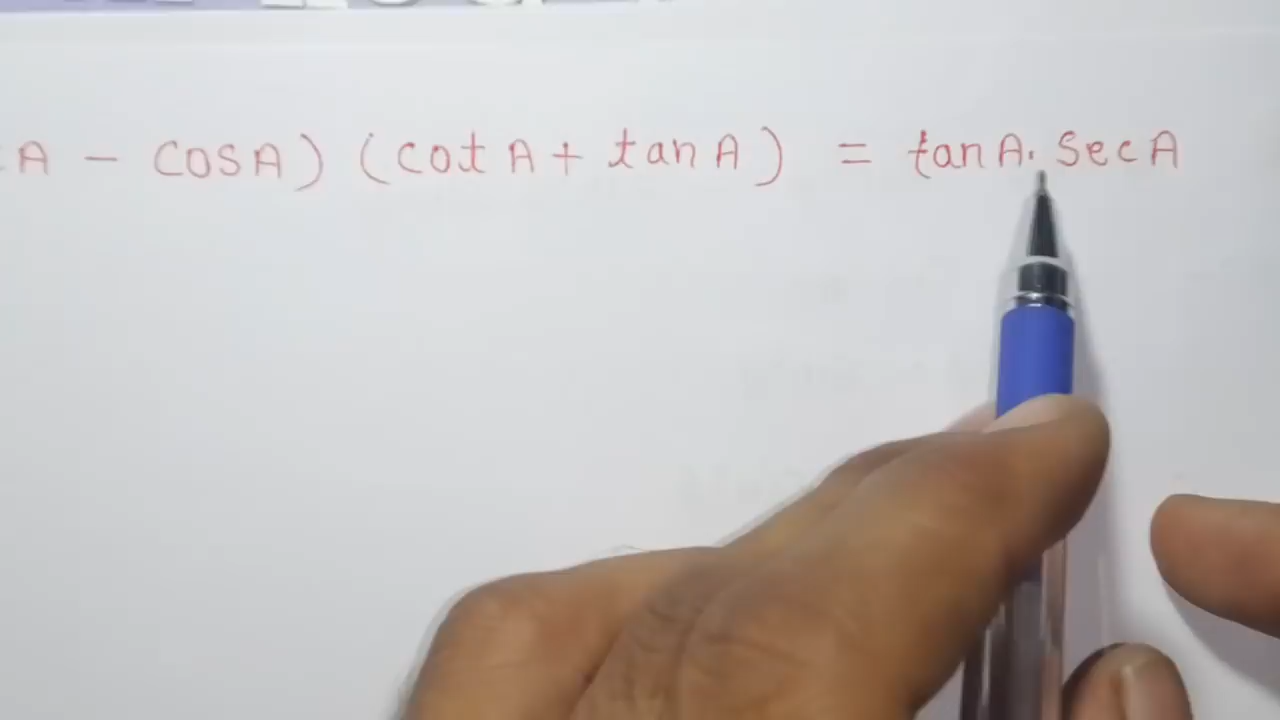 A - COSA) (cot A + tan A) = tan A. Sec A